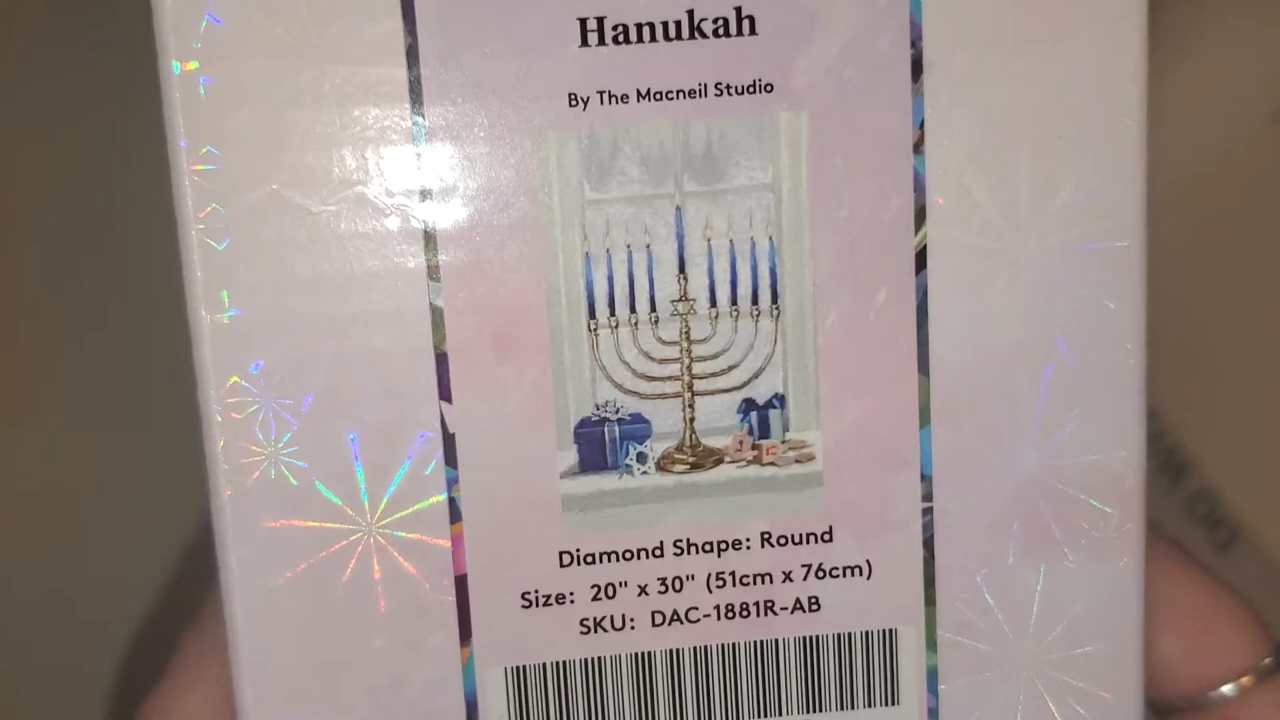 Hanukah
By The Macneil Studio
Diamond Shape: Round
Size: 20" x 30" (51cm x 76cm)
SKU: DAC-1881R-AB